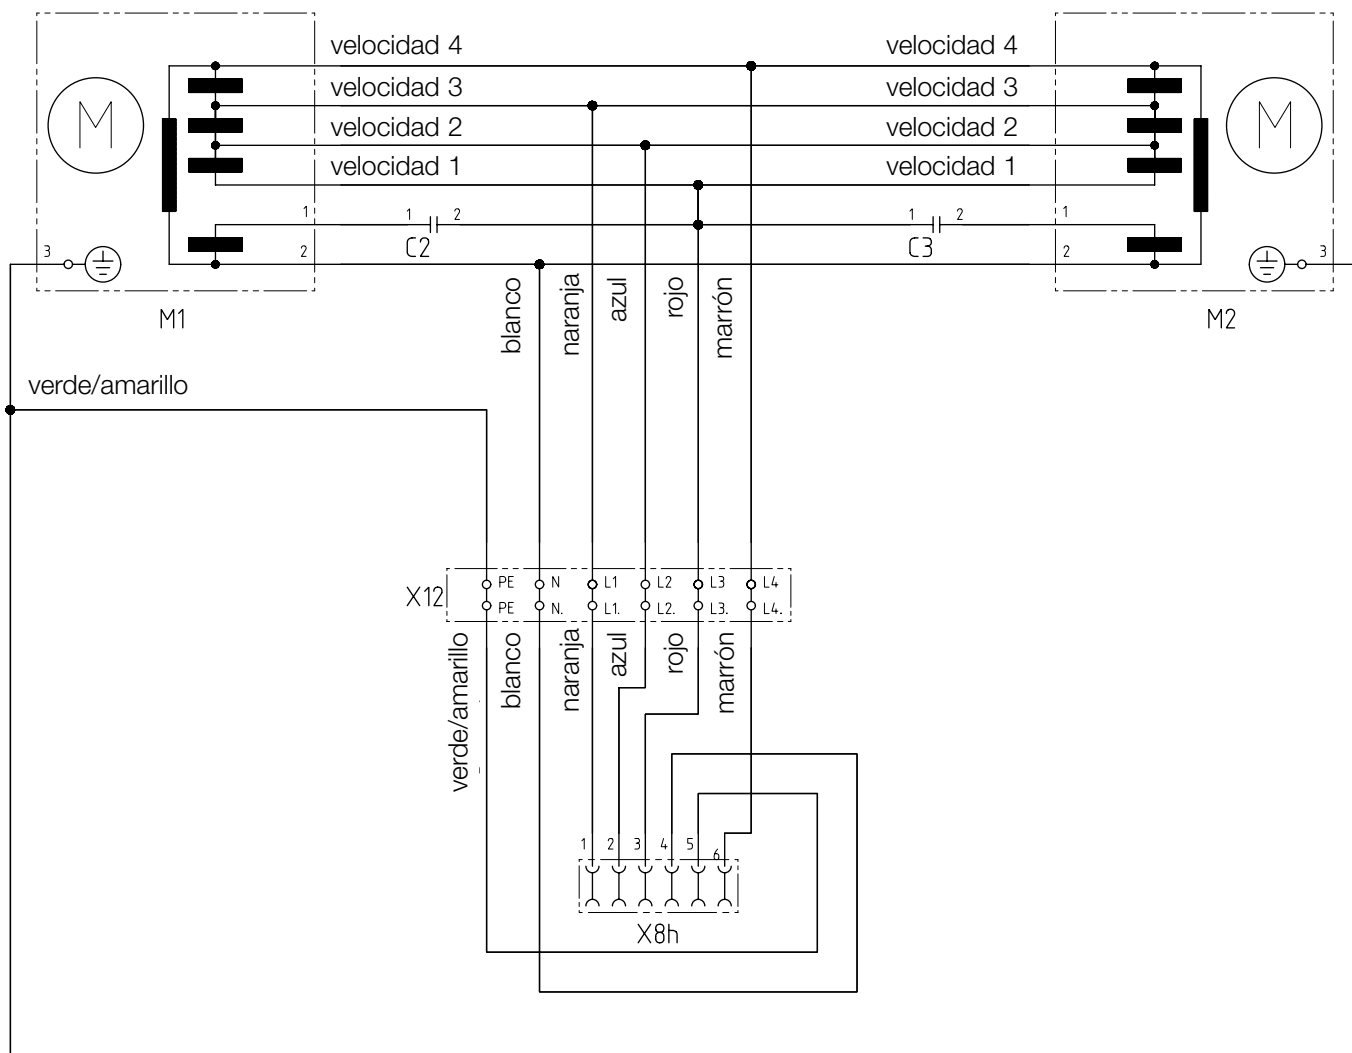 velocidad 4 velocidad 4
velocidad 3 velocidad 3
M M
velocidad 2 velocidad 2
velocidad 1 velocidad 1
1 1 2 1 2 1
C2 C3
3 2 2 3
blanco
naranja
azul
rojo
marrón
M1 M2
verde/amarillo
X12
PE N L1 L2 L3 L4
PE N. L1. L2. L3. L4.
verde/amarillo
blanco
naranja
azul
rojo
marrón
1 2 3 4 5 6
X8h